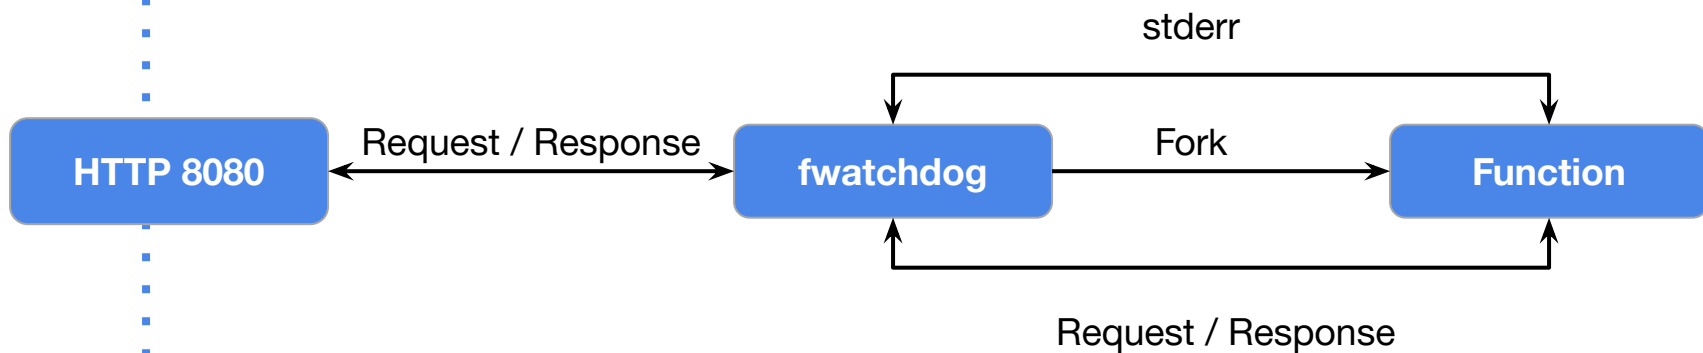 stderr
HTTP 8080
Request / Response
fwatchdog
Fork
Function
Request / Response